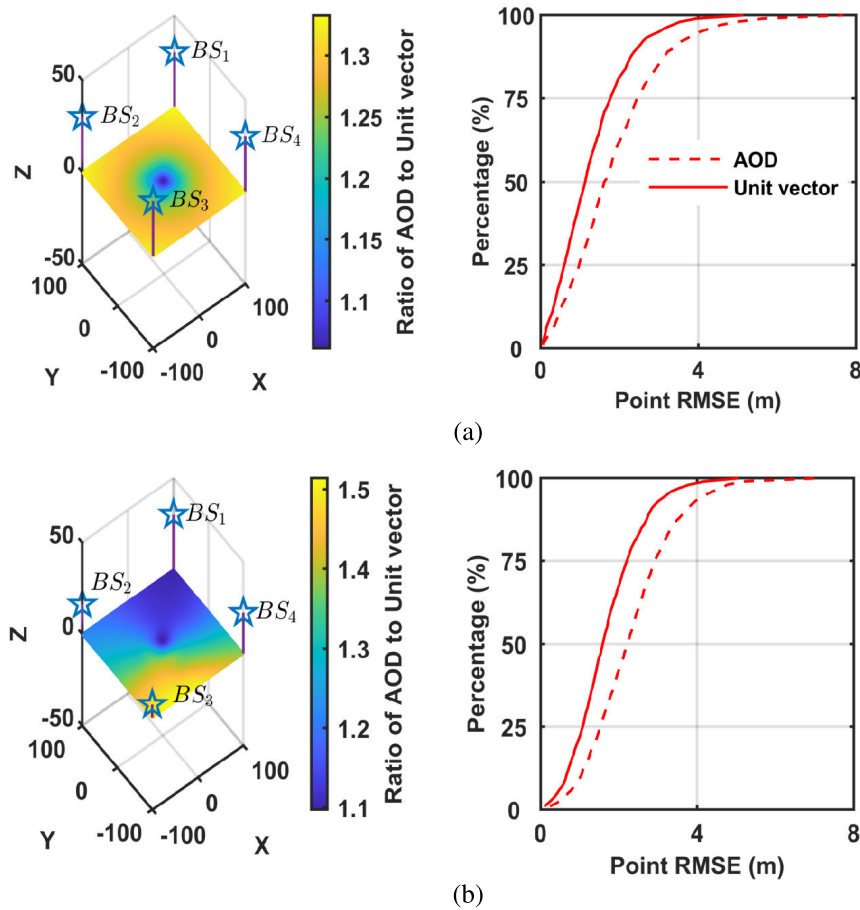 50
0
-50
Z
100
0
-100
Y
-100
0
100
X
BS1
BS2
BS3
BS4
1.3
1.25
1.2
1.15
1.1
Ratio of AOD to Unit vector
100
75
50
25
0
Percentage (%)
AOD
Unit vector
0 4 8
Point RMSE (m)
(a)
50
0
-50
Z
100
0
-100
Y
-100
0
100
X
BS1
BS2
BS3
BS4
1.5
1.4
1.3
1.2
1.1
Ratio of AOD to Unit vector
100
75
50
25
0
Percentage (%)
0 4 8
Point RMSE (m)
(b)